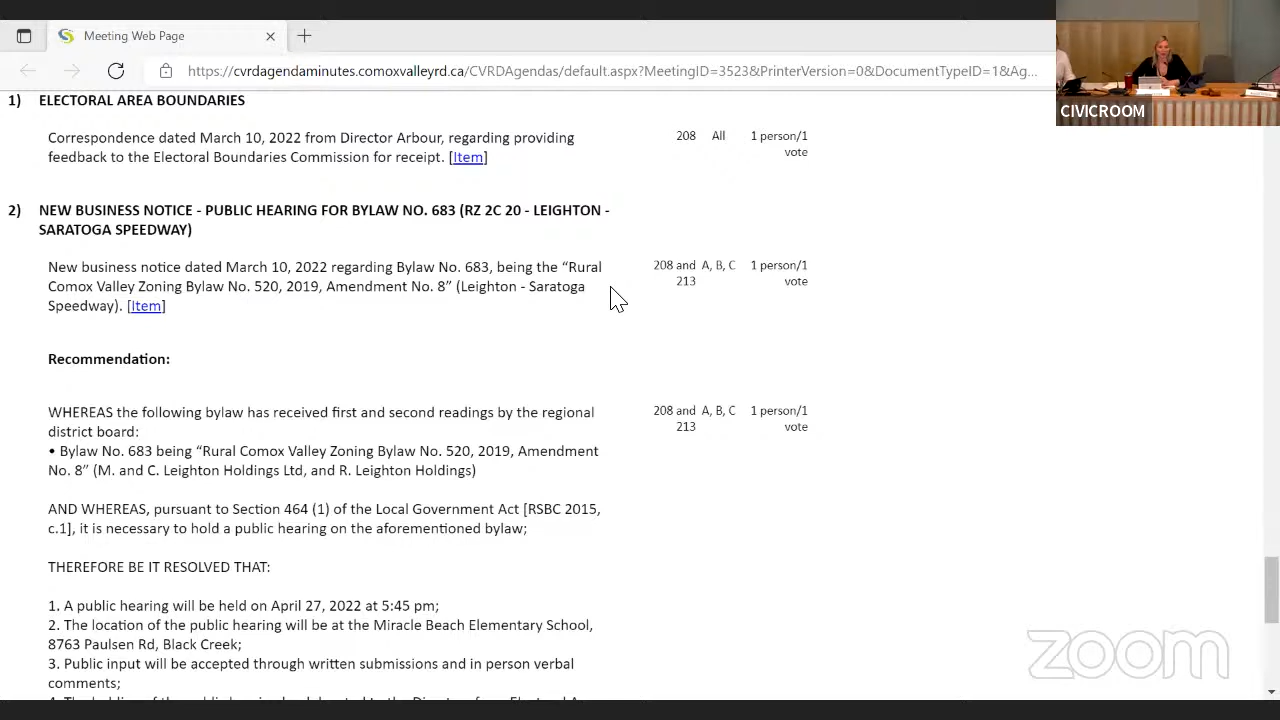 Meeting Web Page
https://cvrdagendaminutes.comoxvalleyrd.ca/CVRDAgendas/default.aspx?MeetingID=3523&PrinterVersion=0&DocumentTypeID=1&Ag...
CIVICROOM
1) ELECTORAL AREA BOUNDARIES
Correspondence dated March 10, 2022 from Director Arbour, regarding providing 208 All 1 person/1
feedback to the Electoral Boundaries Commission for receipt. [Item] vote
2) NEW BUSINESS NOTICE - PUBLIC HEARING FOR BYLAW NO. 683 (RZ 2C 20 - LEIGHTON -
SARATOGA SPEEDWAY)
New business notice dated March 10, 2022 regarding Bylaw No. 683, being the “Rural 208 and A, B, C 1 person/1
Comox Valley Zoning Bylaw No. 520, 2019, Amendment No. 8” (Leighton - Saratoga 213 vote
Speedway). [Item]
Recommendation:
WHEREAS the following bylaw has received first and second readings by the regional 208 and A, B, C 1 person/1
district board: 213 vote
• Bylaw No. 683 being “Rural Comox Valley Zoning Bylaw No. 520, 2019, Amendment
No. 8” (M. and C. Leighton Holdings Ltd, and R. Leighton Holdings)
AND WHEREAS, pursuant to Section 464 (1) of the Local Government Act [RSBC 2015,
c.1], it is necessary to hold a public hearing on the aforementioned bylaw;
THEREFORE BE IT RESOLVED THAT:
1. A public hearing will be held on April 27, 2022 at 5:45 pm;
2. The location of the public hearing will be at the Miracle Beach Elementary School,
8763 Paulsen Rd, Black Creek;
3. Public input will be accepted through written submissions and in person verbal
comments;
zoom